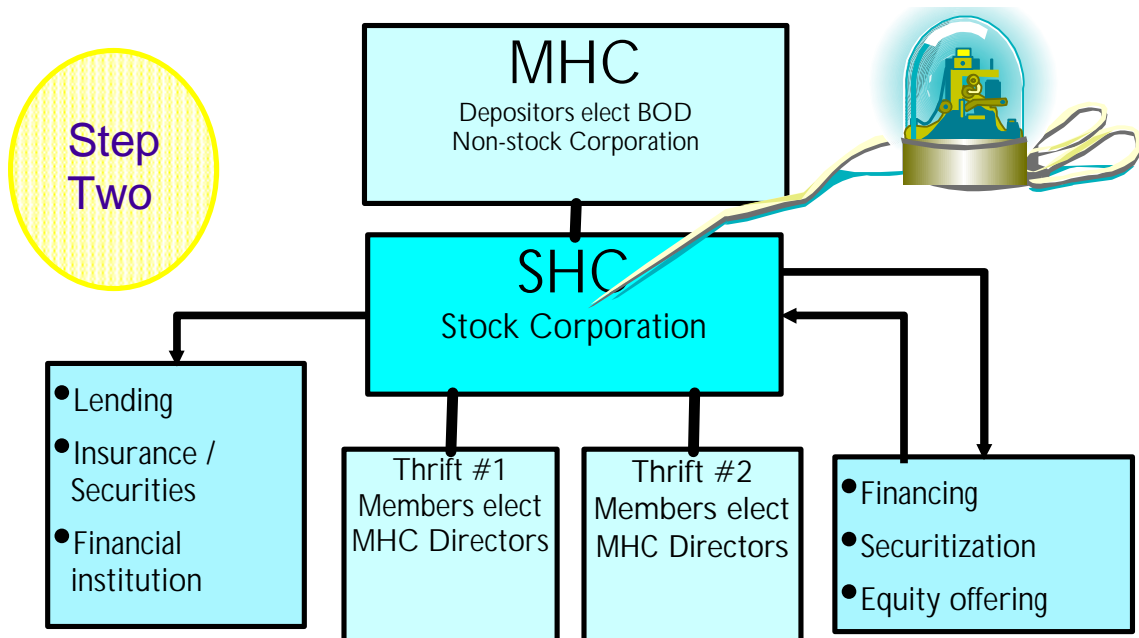 Step
Two
MHC
Depositors elect BOD
Non-stock Corporation
SHC
Stock Corporation
• Lending
• Insurance /
Securities
• Financial
institution
Thrift #1
Members elect
MHC Directors
Thrift #2
Members elect
MHC Directors
• Financing
• Securitization
• Equity offering